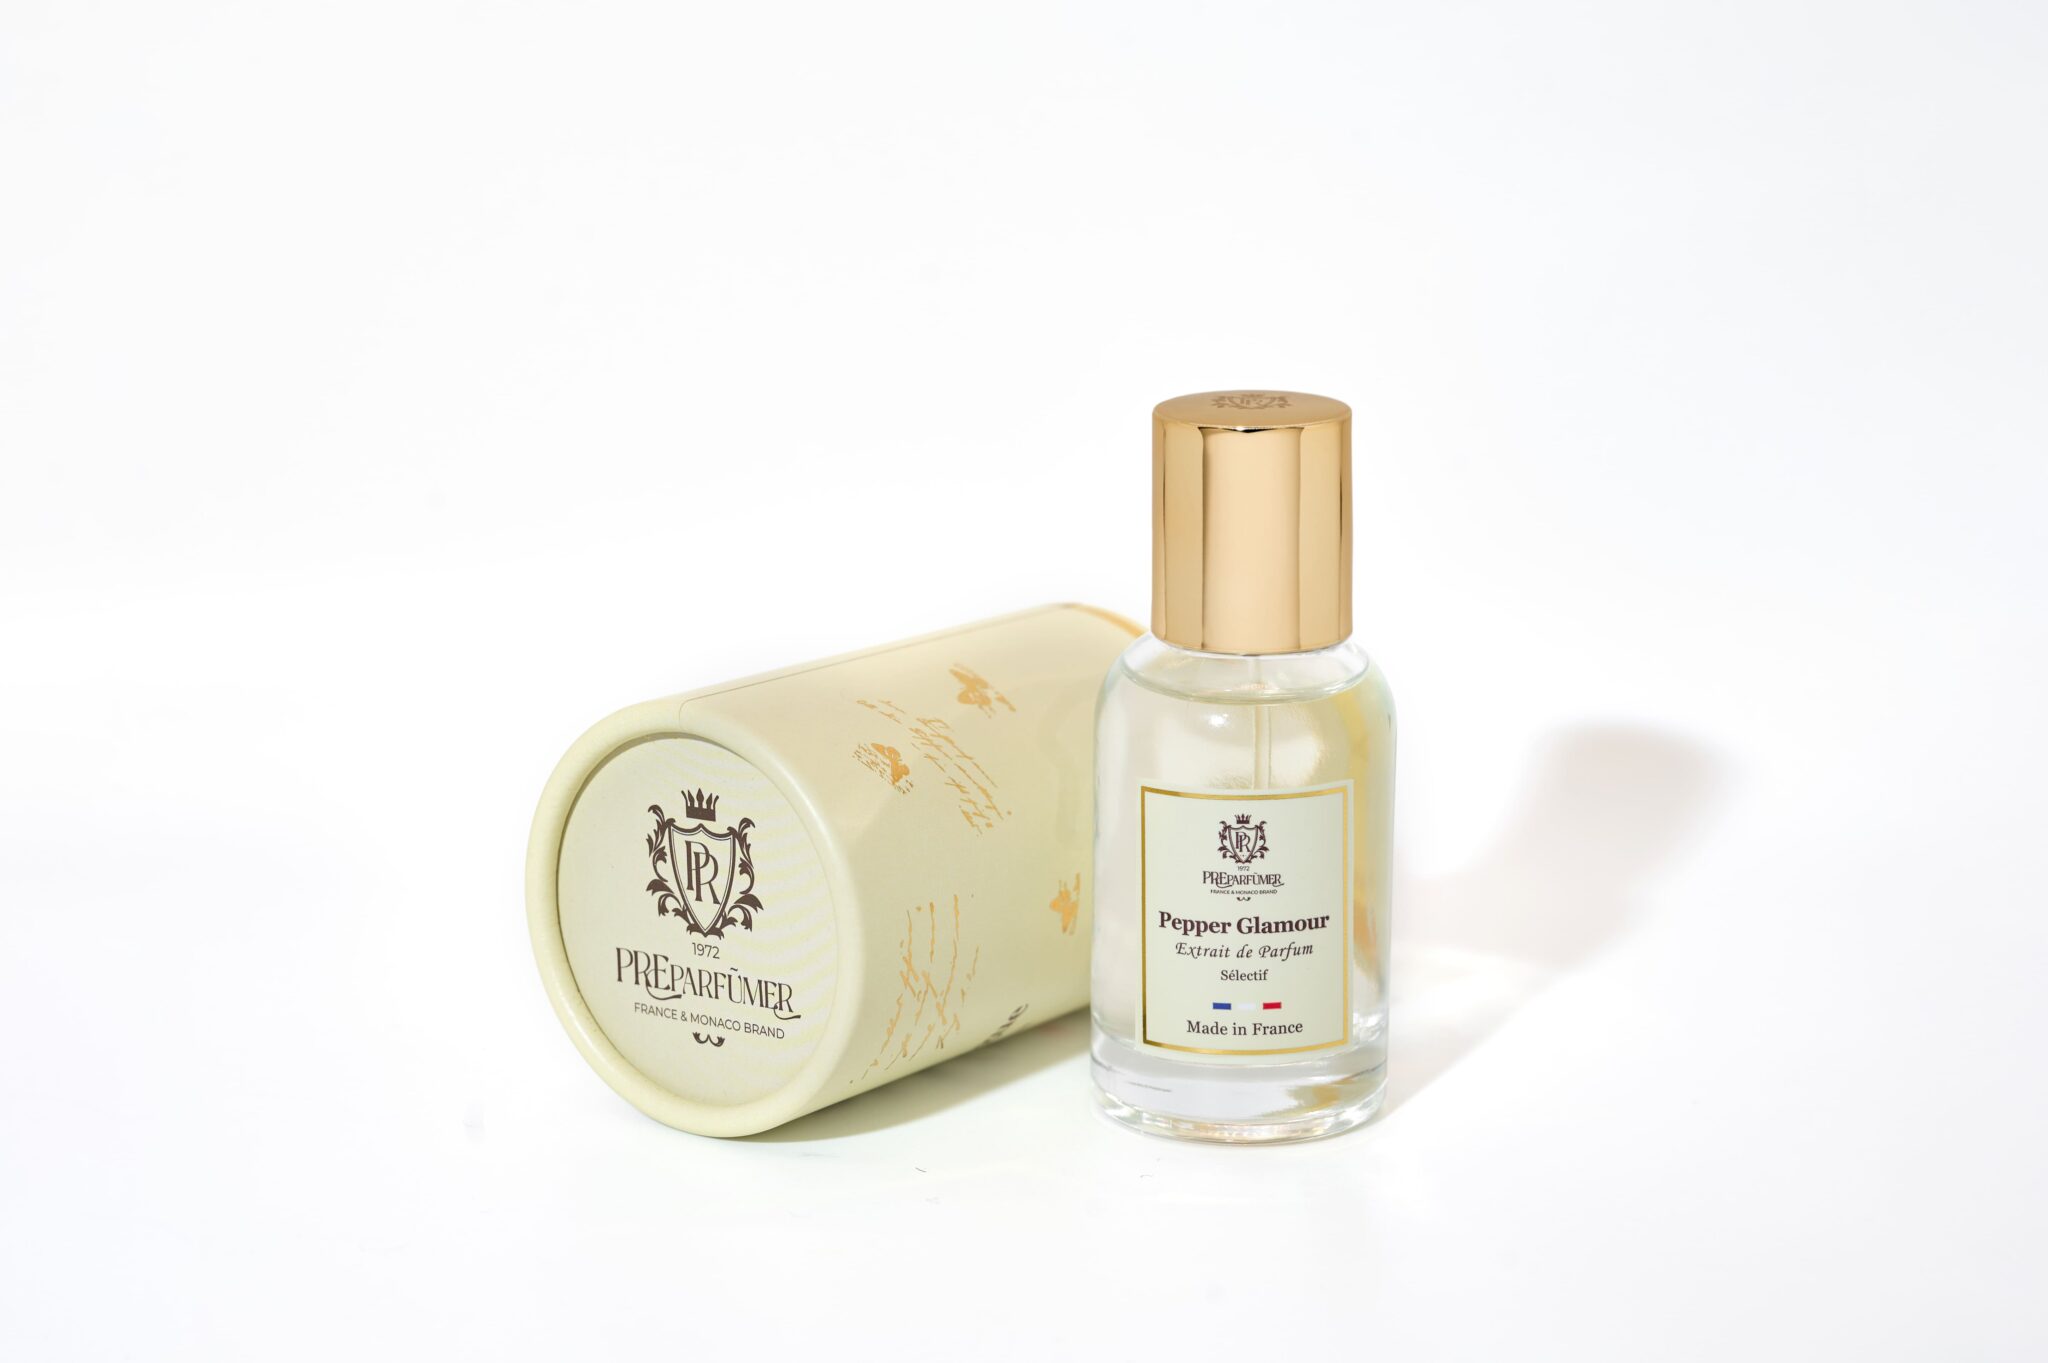 PR
1972
PREPARFŨMER
FRANCE & MONACO BRAND
PR
PR
1972
PREPARFŨMER
FRANCE & MONACO BRAND
Pepper Glamour
Extrait de Parfum
Sélectif
Made in France